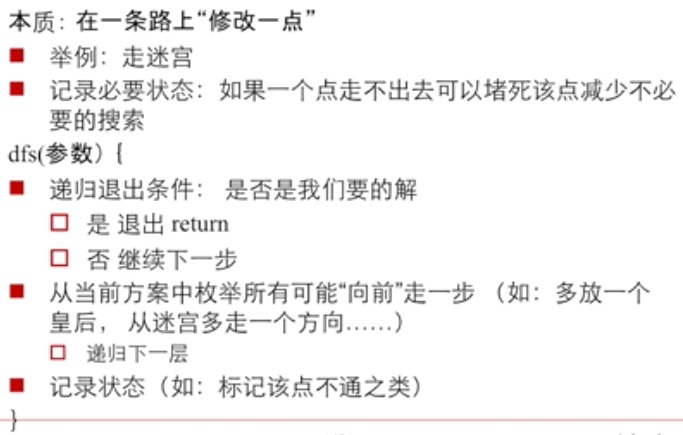 本质：在一条路上“修改一点”
举例：走迷宫
记录必要状态：如果一个点走不出去可以堵死该点减少不必
要的搜索
dfs(参数）{
递归退出条件： 是否是我们要的解
是 退出 return
否 继续下一步
从当前方案中枚举所有可能“向前”走一步 （如：多放一个
皇后， 从迷宫多走一个方向……）
递归下一层
记录状态（如：标记该点不通之类）
}